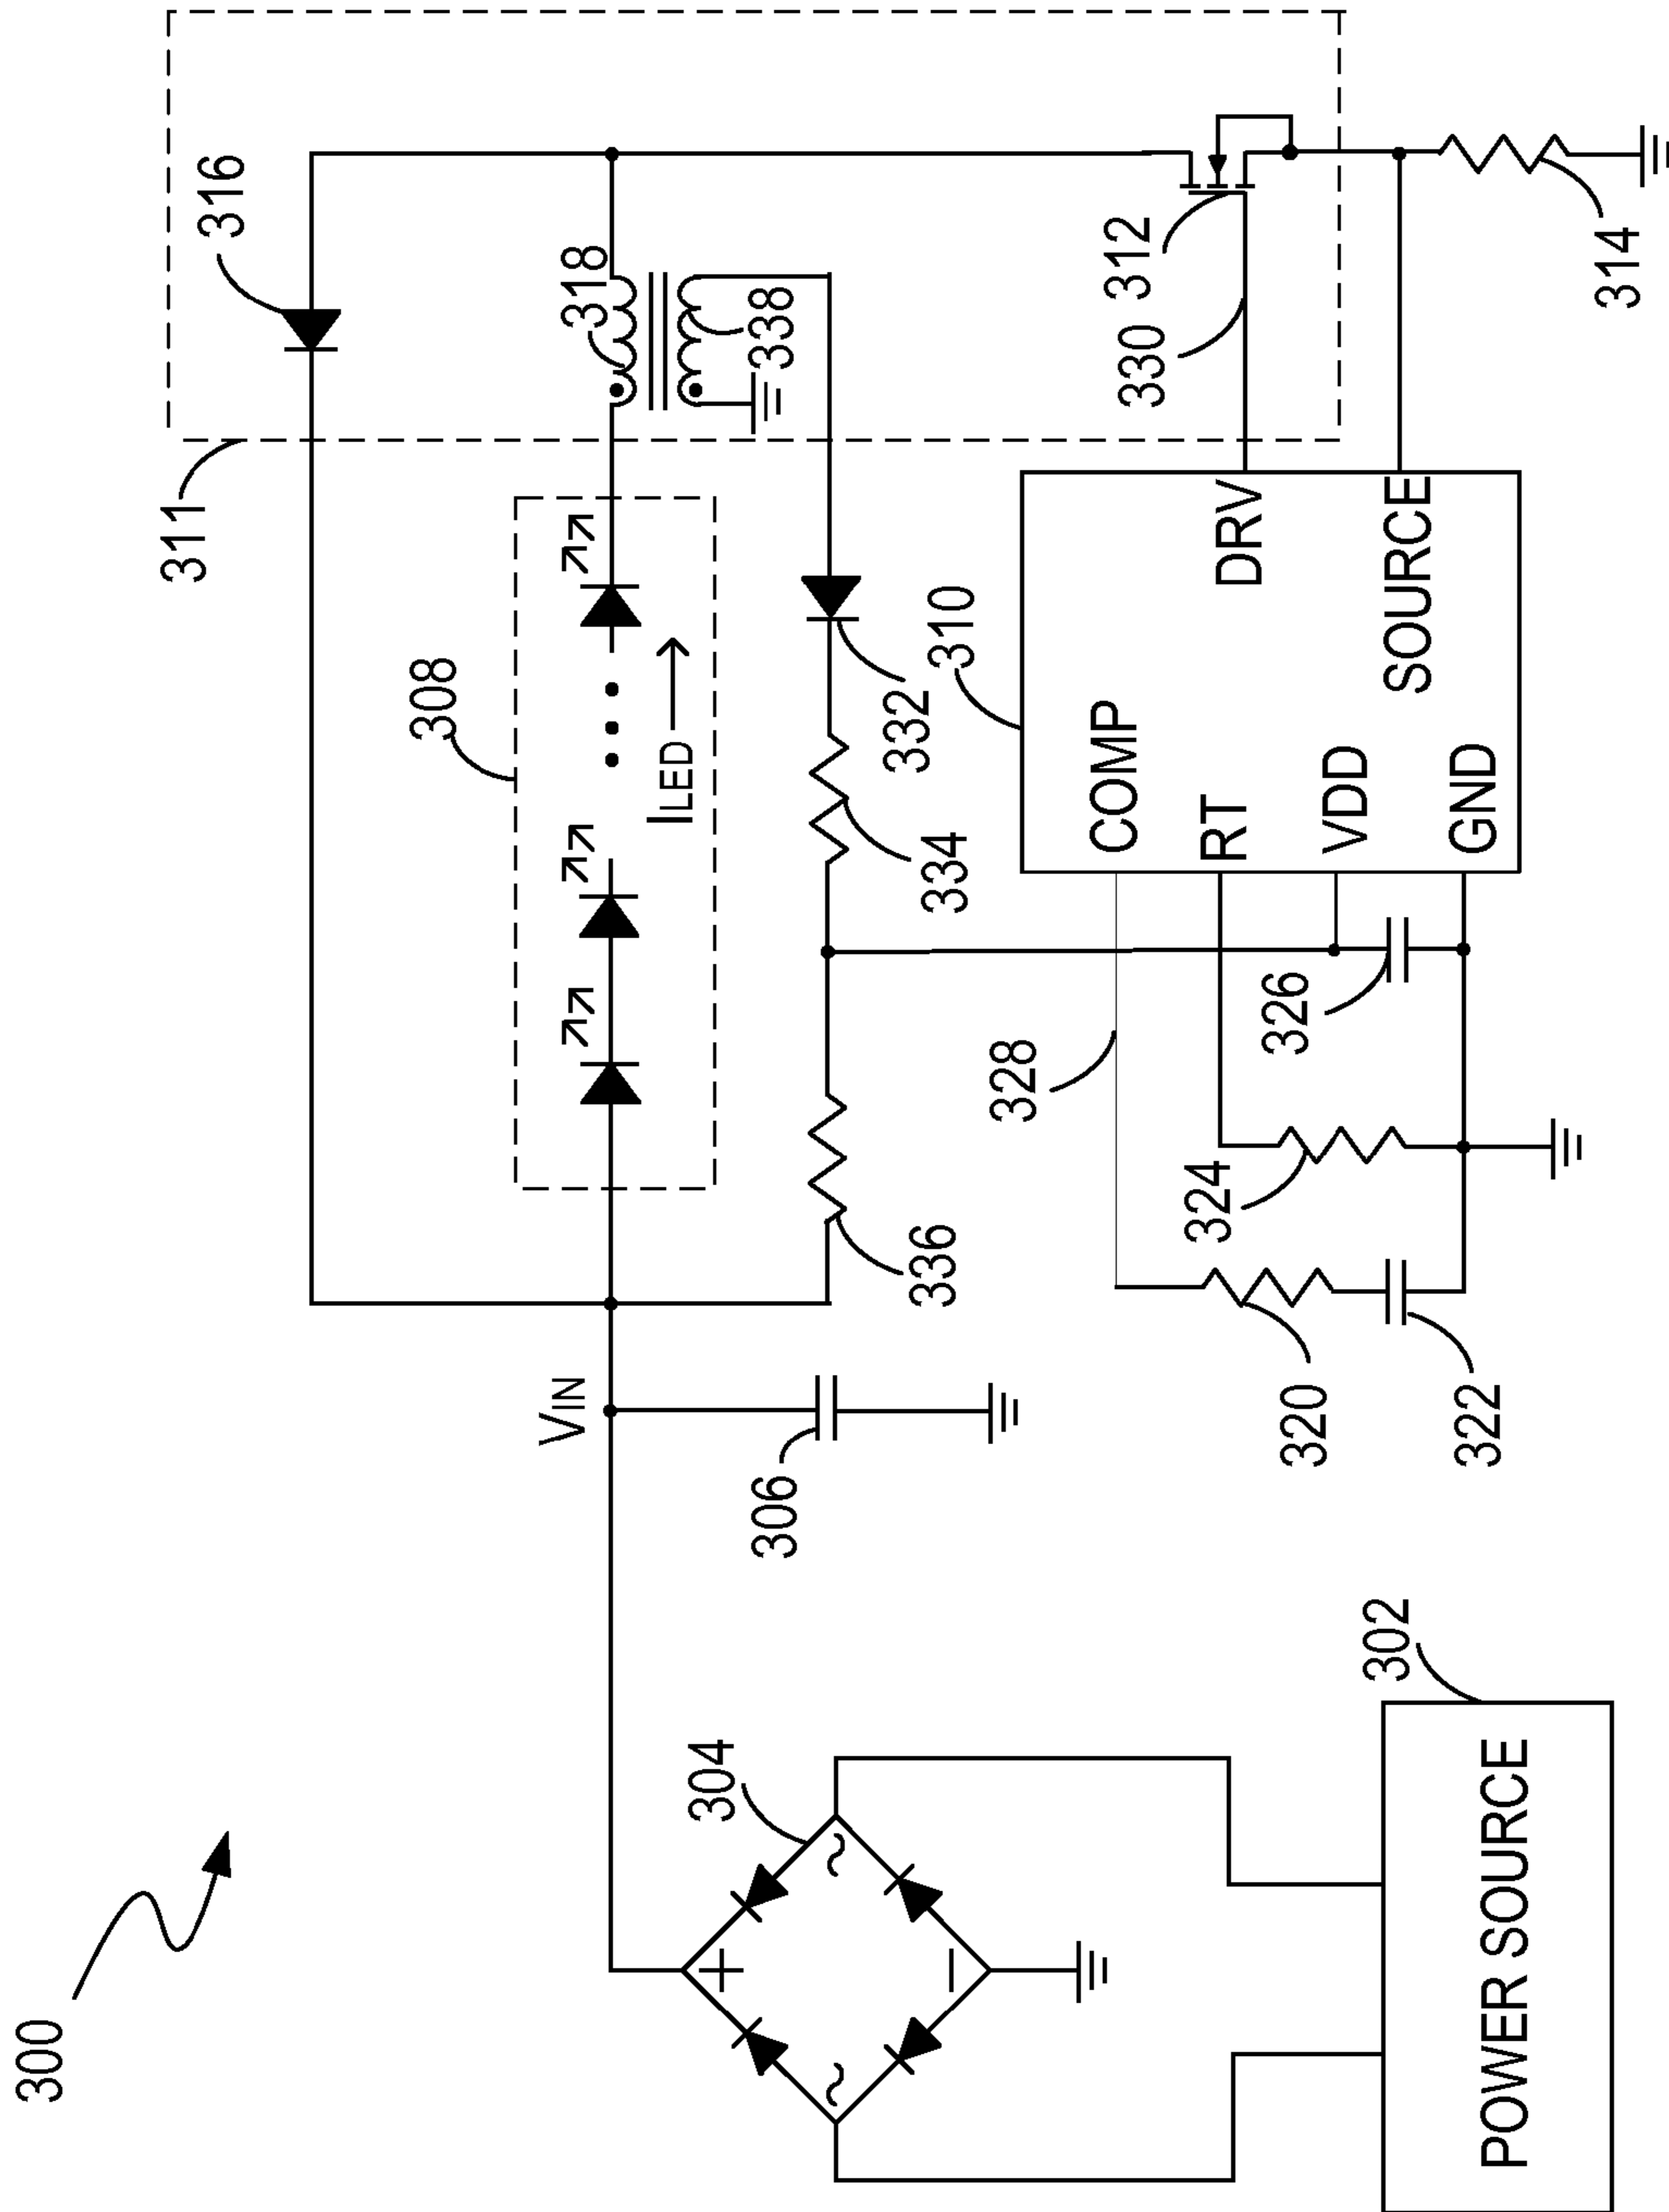 300
311
316
308
318
338
ILED
VIN
306
336
334
332
310
328
COMP
RT
VDD
GND
DRV
SOURCE
330
312
314
326
324
320
322
304
302
POWER SOURCE
+
−
~
~